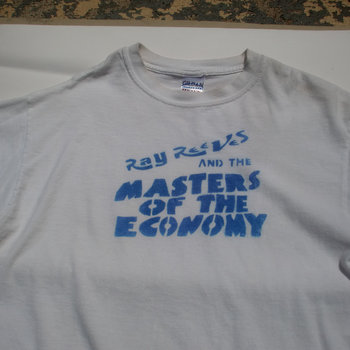 Ray Reeves
AND THE
MASTERS
OF THE
ECONOMY